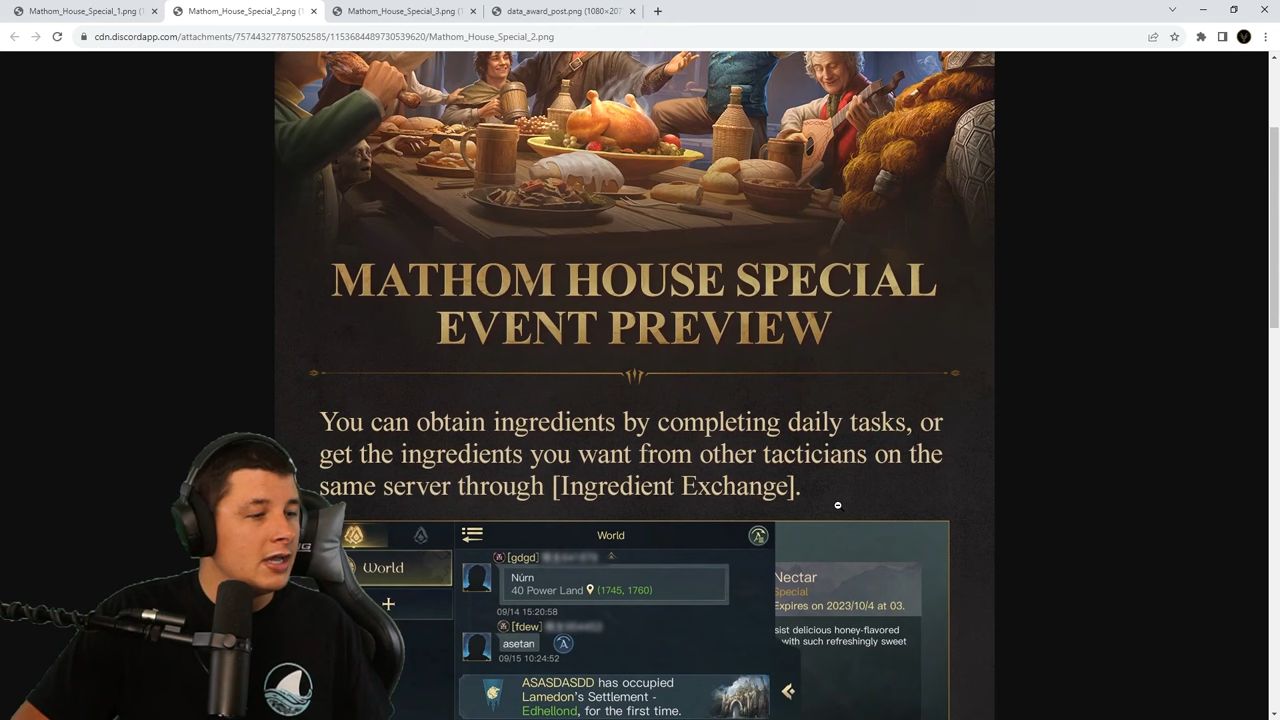 Mathom_House_Special_1.png (1
Mathom_House_Special_2.png (1
Mathom_House_Special_3.png (1
data_award_post.png (1080×207
cdn.discordapp.com/attachments/757443277875052585/1153684489730539620/Mathom_House_Special_2.png
MATHOM HOUSE SPECIAL
EVENT PREVIEW
You can obtain ingredients by completing daily tasks, or
get the ingredients you want from other tacticians on the
same server through [Ingredient Exchange].
World
World
[gdgd]
Núrn
40 Power Land (1745, 1760)
09/14 15:20:58
[fdew]
asetan
09/15 10:24:52
ASASDASDD has occupied
Lamedon's Settlement -
Edhellond, for the first time.
Nectar
Special
Expires on 2023/10/4 at 03.
sist delicious honey-flavored
with such refreshingly sweet